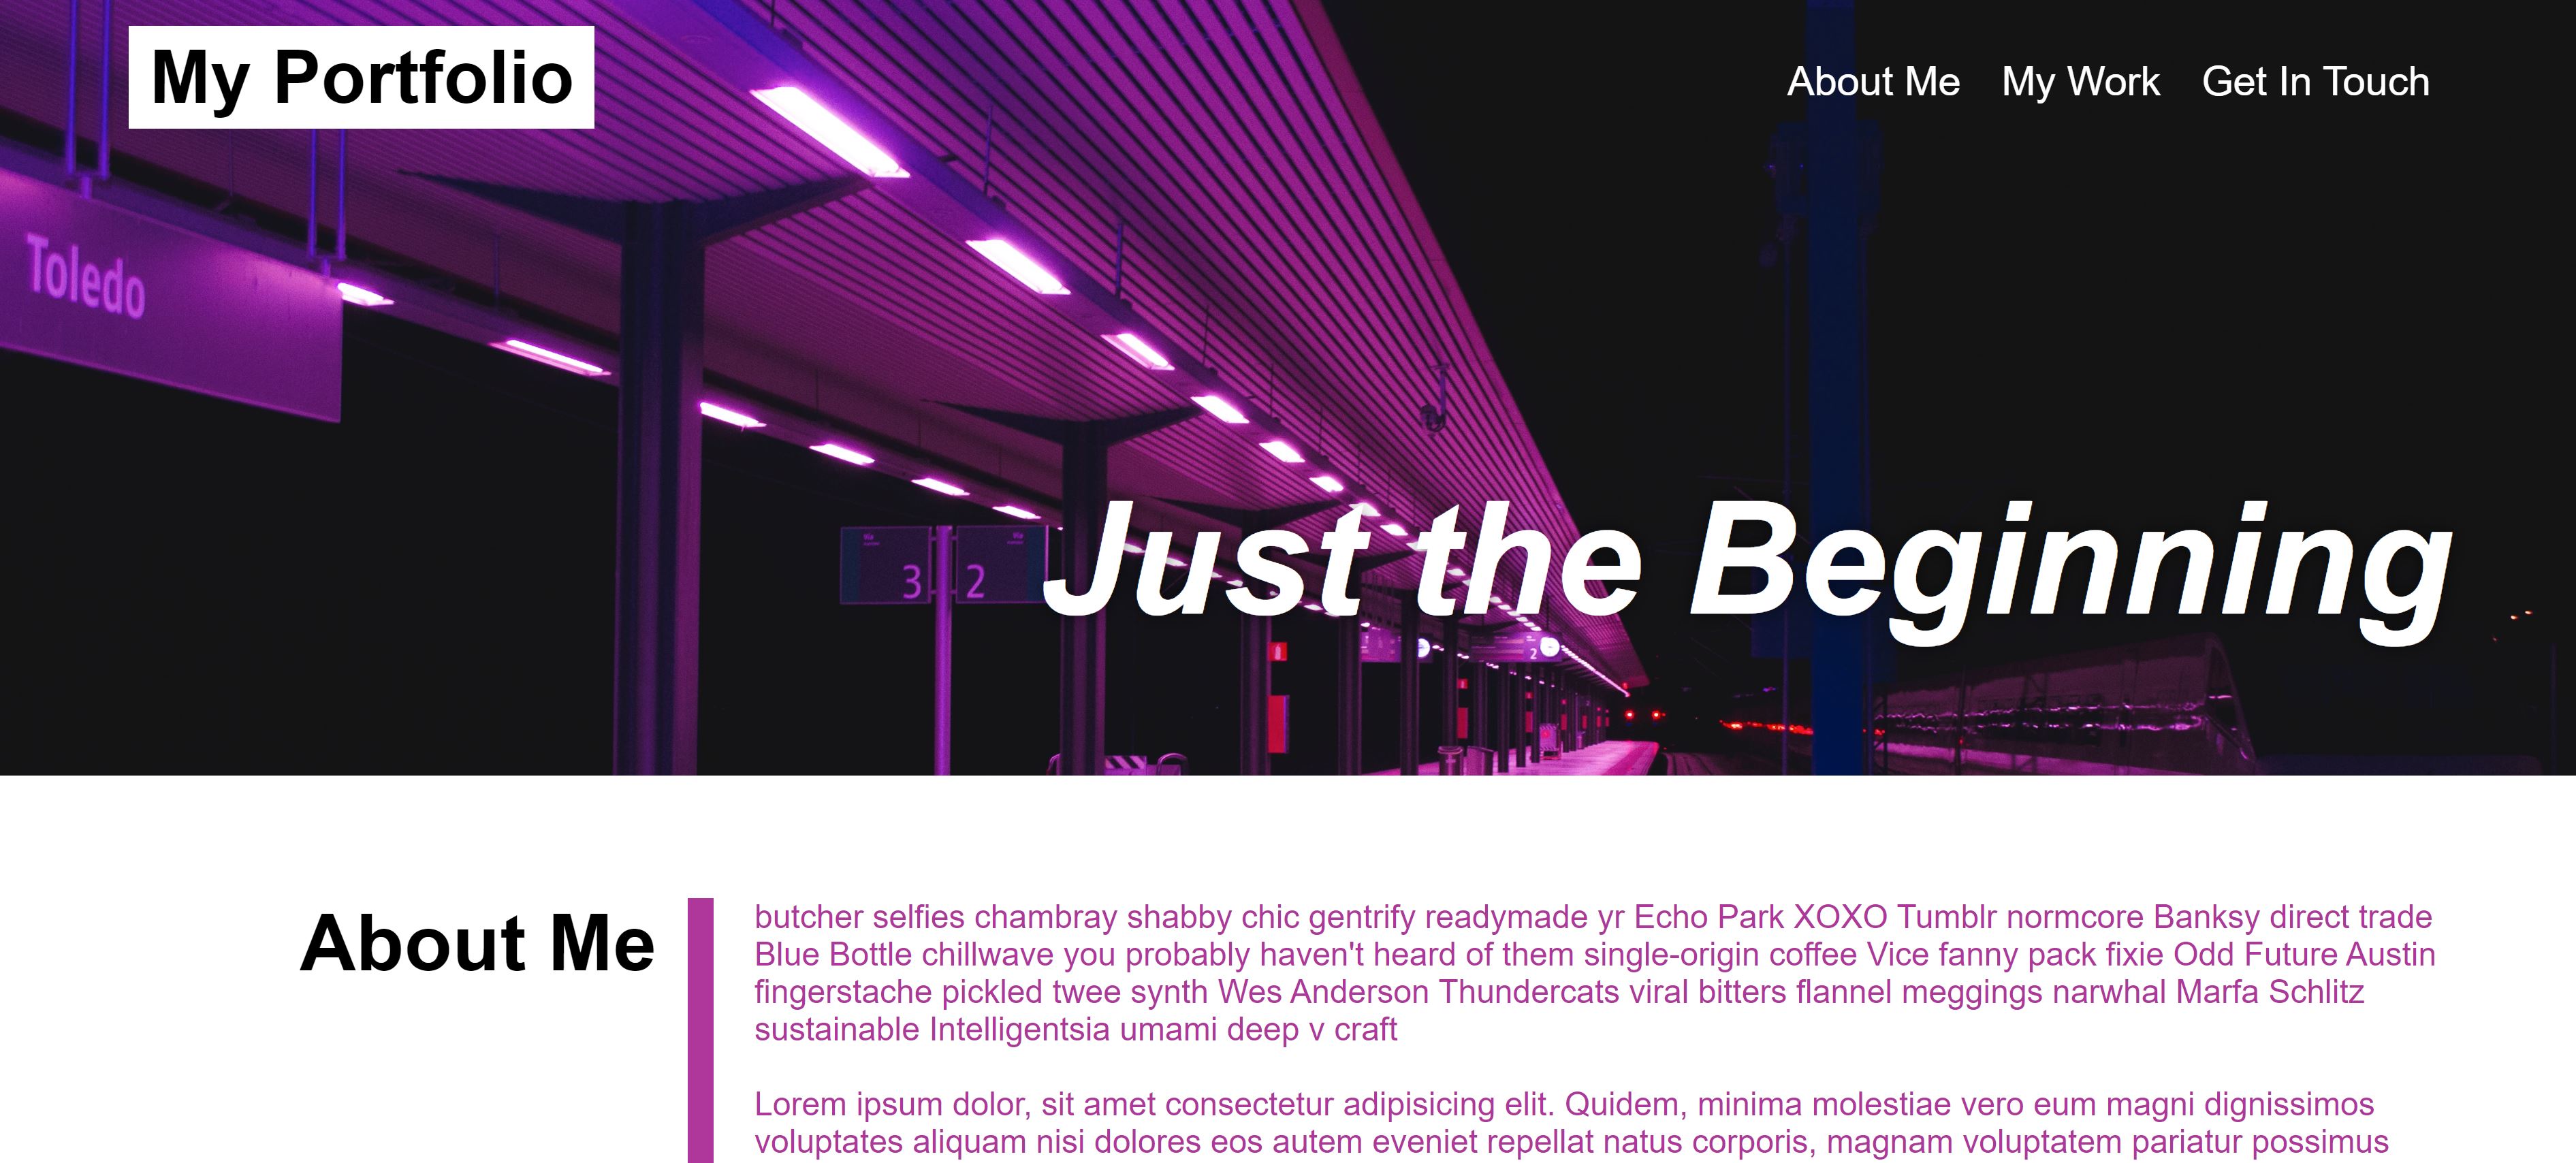 My Portfolio
About Me My Work Get In Touch
Toledo
3 2
Just the Beginning
2
About Me
butcher selfies chambray shabby chic gentrify readymade yr Echo Park XOXO Tumblr normcore Banksy direct trade
Blue Bottle chillwave you probably haven't heard of them single-origin coffee Vice fanny pack fixie Odd Future Austin
fingerstache pickled twee synth Wes Anderson Thundercats viral bitters flannel meggings narwhal Marfa Schlitz
sustainable Intelligentsia umami deep v craft
Lorem ipsum dolor, sit amet consectetur adipisicing elit. Quidem, minima molestiae vero eum magni dignissimos
voluptates aliquam nisi dolores eos autem eveniet repellat natus corporis, magnam voluptatem pariatur possimus